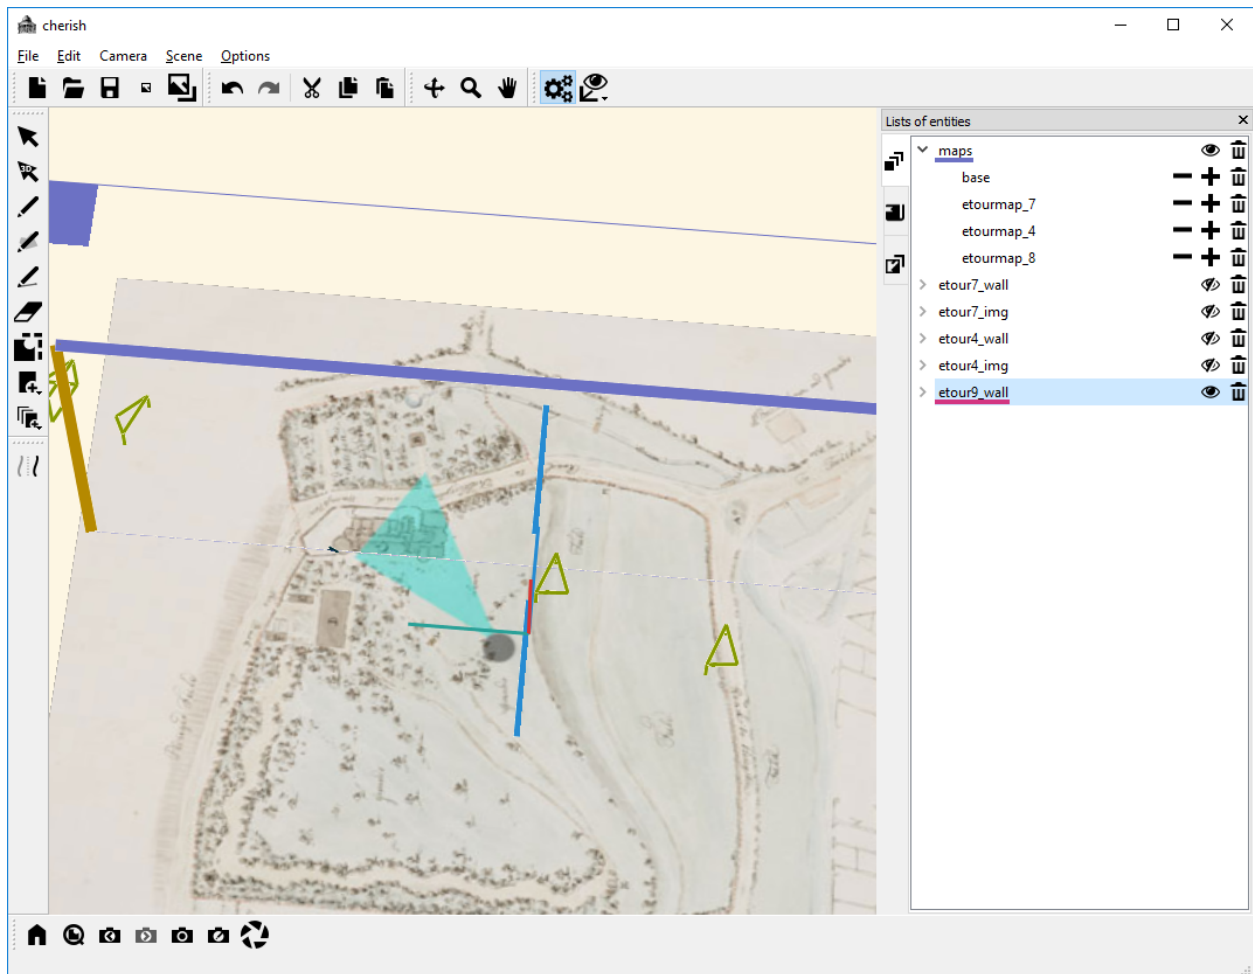 cherish
File Edit Camera Scene Options
Lists of entities
3D
maps
base
etourmap_7
etourmap_4
etourmap_8
etour7_wall
etour7_img
etour4_wall
etour4_img
etour9_wall